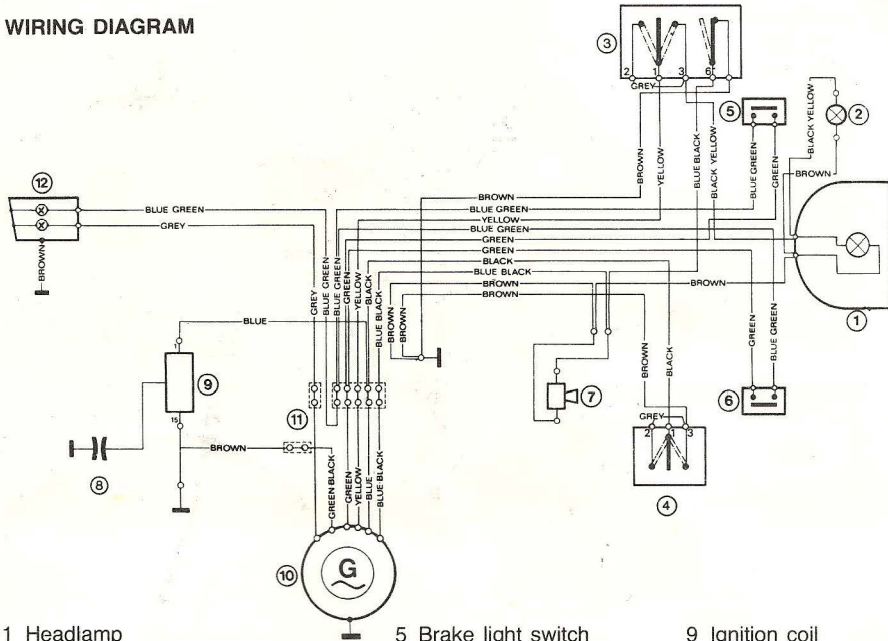 WIRING DIAGRAM
3
2 1 3 6
GREY
5
2
BLACK YELLOW
BROWN
YELLOW
BLUE BLACK
BLACK YELLOW
BLUE GREEN
GREEN
BROWN
12
BLUE GREEN
GREY
BROWN
BROWN
BLUE GREEN
YELLOW
BLUE GREEN
GREEN
GREEN
BLACK
BLUE BLACK
BROWN
BROWN
BROWN
1
GREY
BLUE GREEN
BLUE GREEN
GREEN
YELLOW
BLACK
BLUE BLACK
BROWN
BROWN
BLUE
1
9
15
11
7
BROWN
BLACK
GREEN
BLUE GREEN
6
GREY
2 1 3
4
8
BROWN
GREEN BLACK
GREEN
YELLOW
BLUE
BLUE BLACK
10
G
1 Headlamp 5 Brake light switch 9 Ignition coil